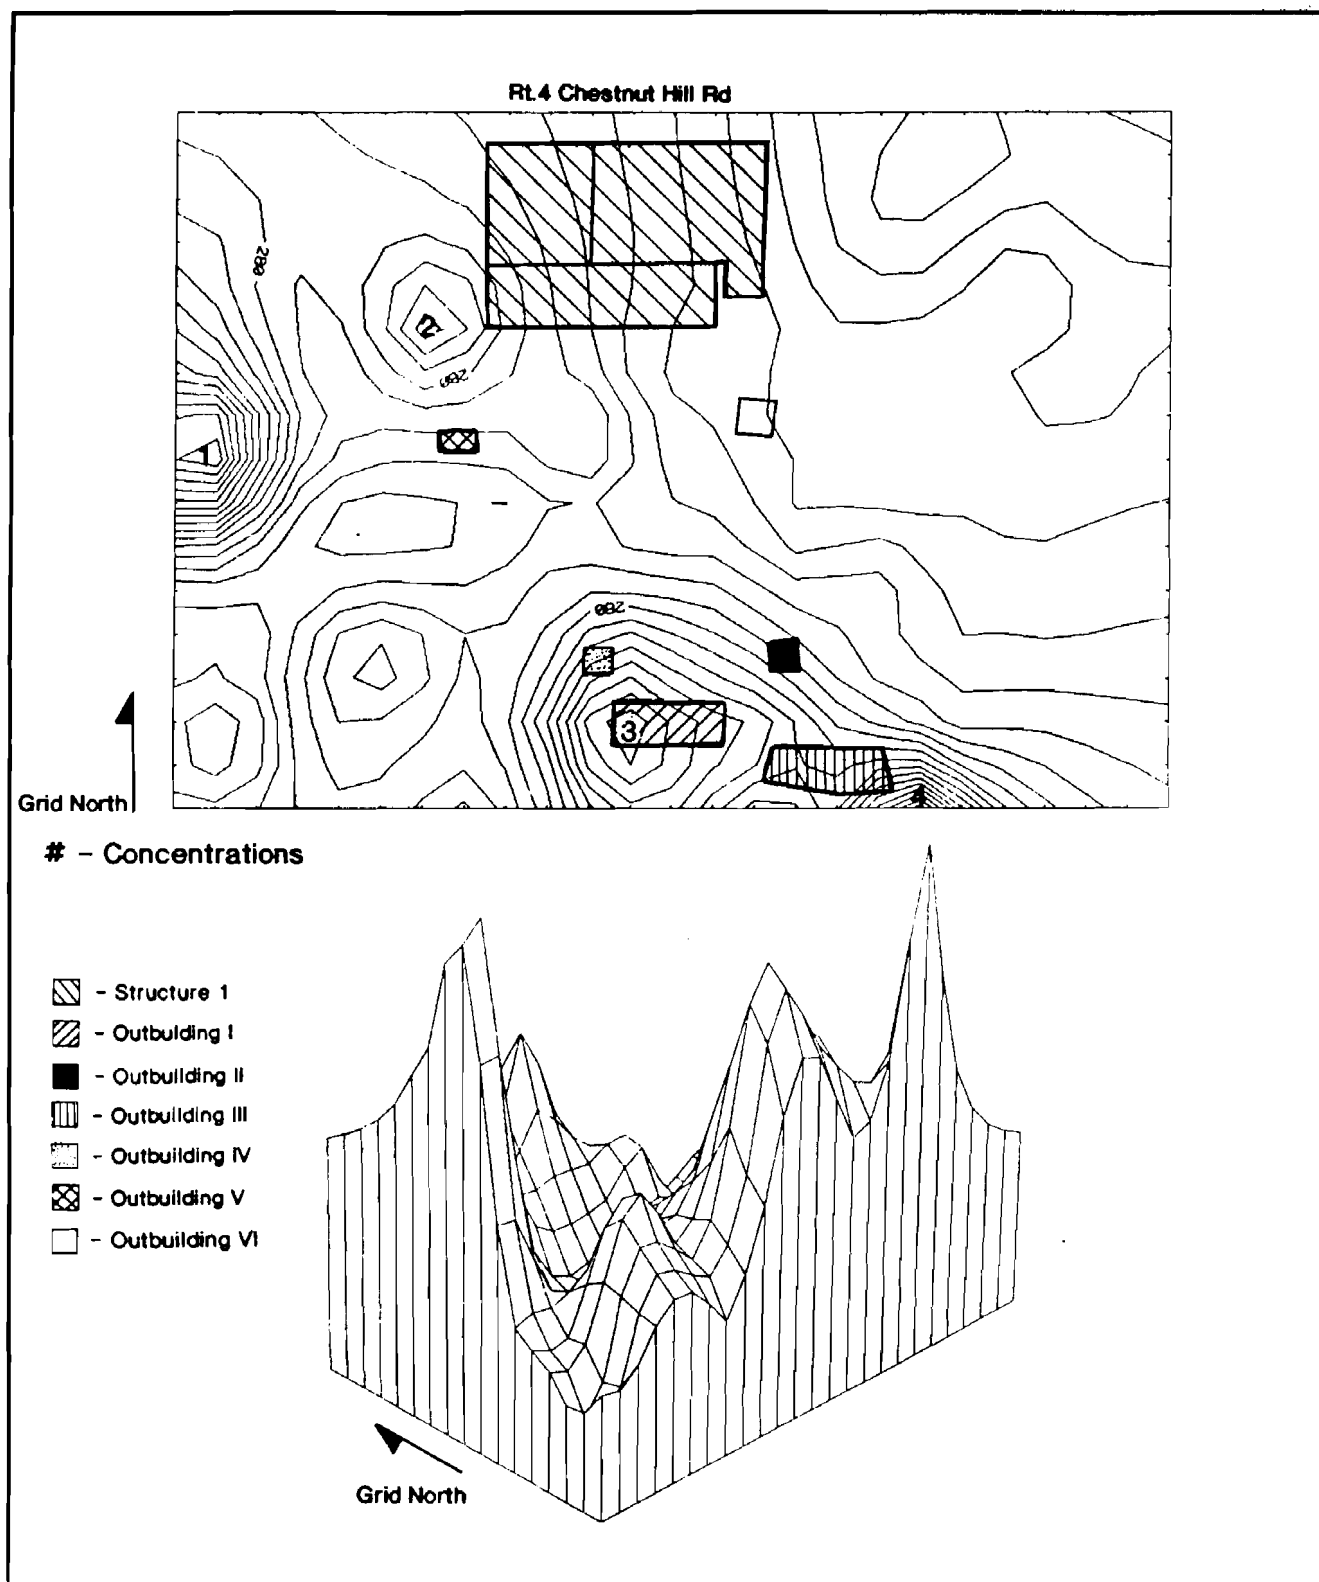 Rt.4 Chestnut Hill Rd
280
2
280
1
280
3
4
Grid North
# - Concentrations
- Structure 1
- Outbulding I
- Outbuilding II
- Outbuilding III
- Outbuilding IV
- Outbuilding V
- Outbuilding VI
Grid North